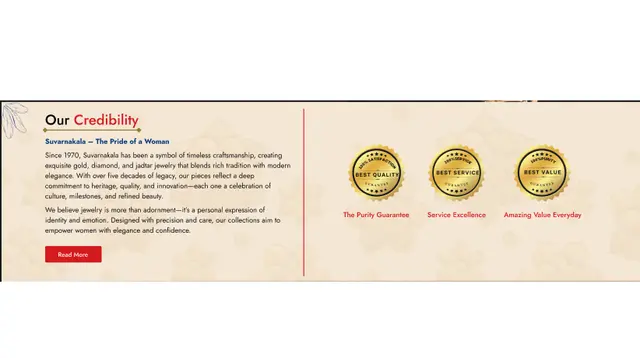 Our Credibility
Suvarnakala – The Pride of a Woman
Since 1970, Suvarnakala has been a symbol of timeless craftsmanship, creating
exquisite gold, diamond, and jadtar jewelry that blends rich tradition with modern
elegance. With over five decades of legacy, our pieces reflect a deep
commitment to heritage, quality, and innovation—each one a celebration of
culture, milestones, and refined beauty.
We believe jewelry is more than adornment—it's a personal expression of
identity and emotion. Designed with precision and care, our collections aim to
empower women with elegance and confidence.
Read More
100% SATISFACTION
BEST QUALITY
GUARANTEE
The Purity Guarantee
BEST SERVICE
GUARANTEE
Service Excellence
100% PURITY
BEST VALUE
GUARANTEE
Amazing Value Everyday